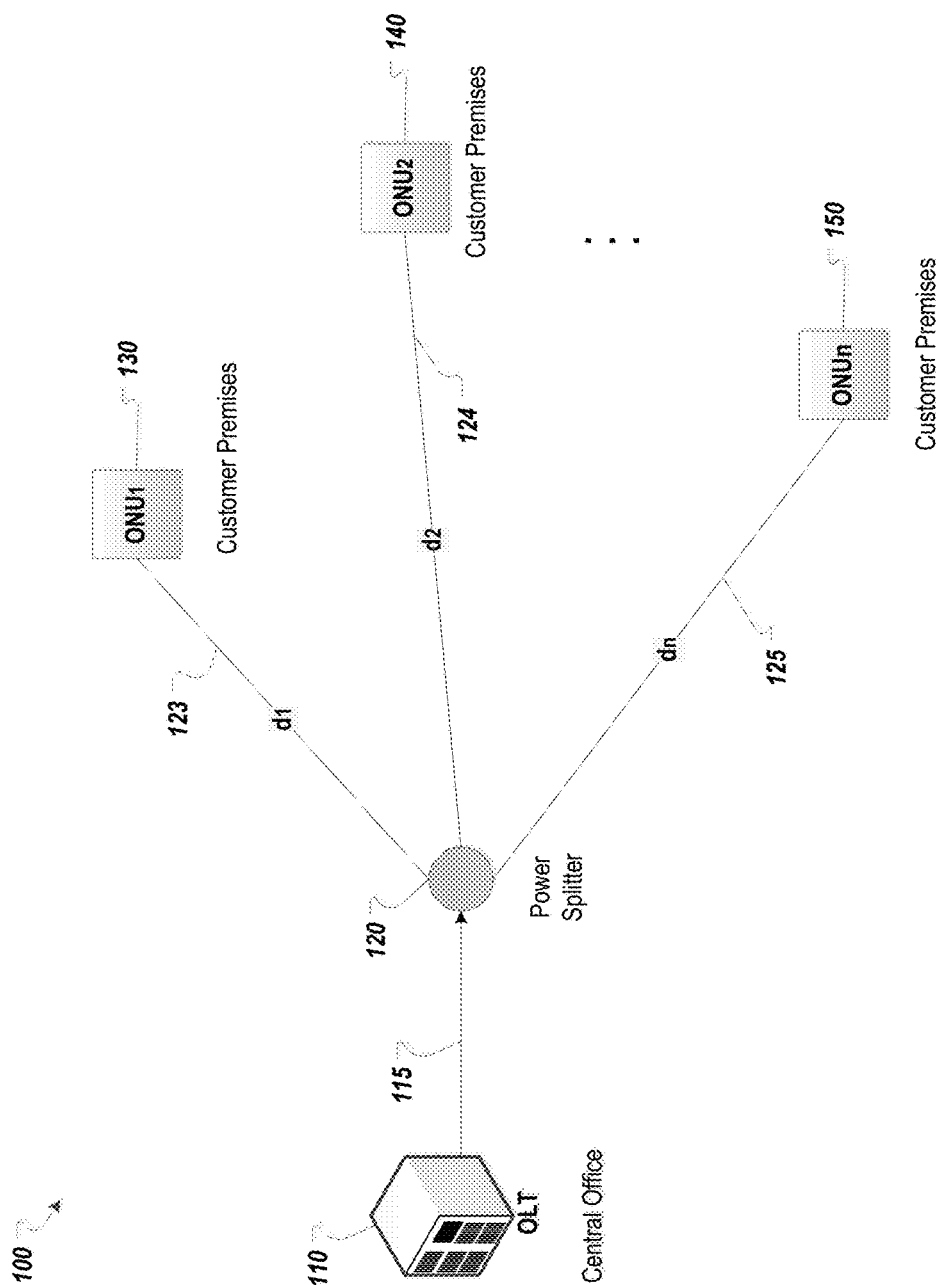 100
110
OLT
Central Office
115
120
Power
Splitter
123
d1
ONU1
130
Customer Premises
d2
124
ONU2
140
Customer Premises
. . .
dn
125
ONUn
150
Customer Premises